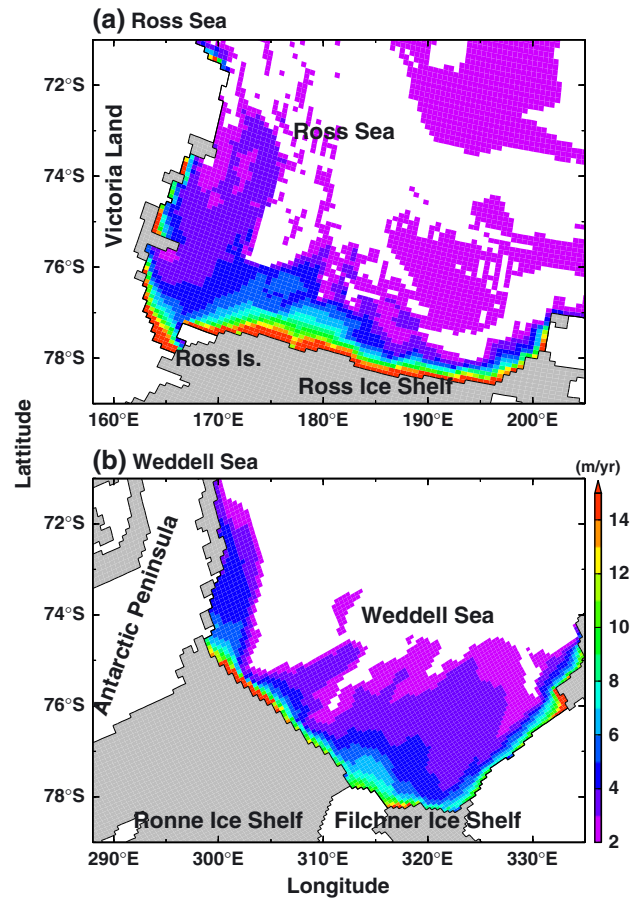 (a) Ross Sea
72°S
74°S
76°S
78°S
Victoria Land
Ross Sea
Ross Is.
Ross Ice Shelf
160°E 170°E 180°E 190°E 200°E
Lattitude
(b) Weddell Sea
(m/yr)
72°S
74°S
76°S
78°S
Antarctic Peninsula
Weddell Sea
Ronne Ice Shelf Filchner Ice Shelf
14
12
10
8
6
4
2
290°E 300°E 310°E 320°E 330°E
Longitude